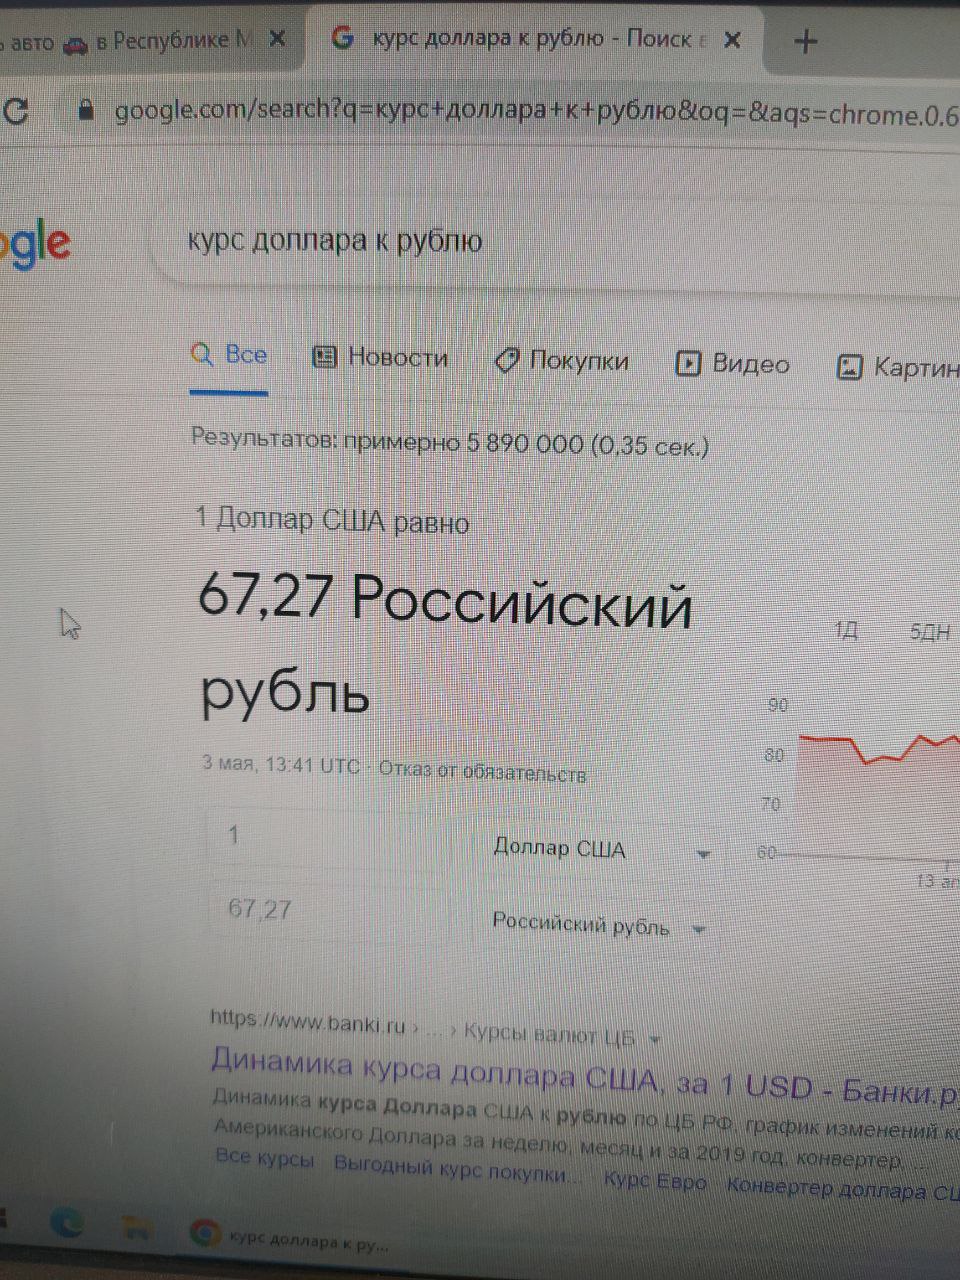 авто в Республике
курс доллара к рублю - Поиск
google.com/search?q=курс+доллара+к+рублю&oq=&aqs=chrome.0.6
ogle
курс доллара к рублю
Все Новости Покупки Видео Картин
Результатов: примерно 5 890 000 (0,35 сек.)
1 Доллар США равно
67,27 Российский
рубль
1Д 5ДН
3 мая, 13:41 UTC · Отказ от обязательств
90
80
70
60
13 ап
1 Доллар США
67,27 Российский рубль
https://www.banki.ru › ... › Курсы валют ЦБ
Динамика курса доллара США, за 1 USD - Банки.р
Динамика курса Доллара США к рублю по ЦБ РФ, график изменений
Американского Доллара за неделю, месяц и за 2019 год, конвертер.
Все курсы Выгодный курс покупки... Курс Евро Конвертер доллара
курс доллара к ру...